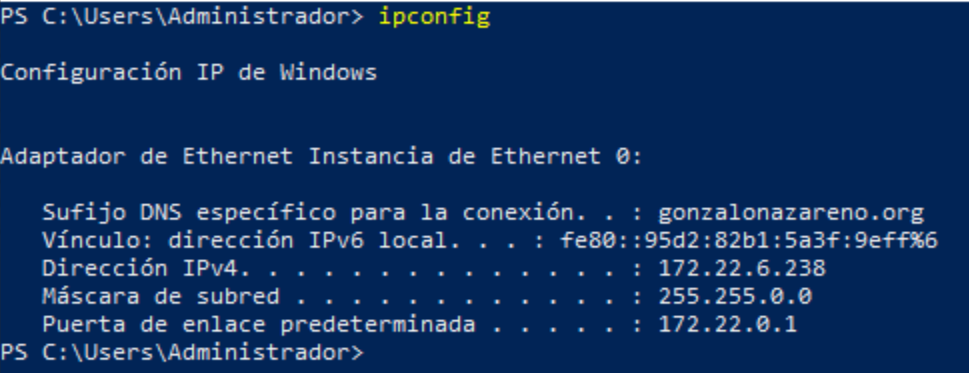 PS C:\Users\Administrador> ipconfig
Configuración IP de Windows
Adaptador de Ethernet Instancia de Ethernet 0:
Sufijo DNS específico para la conexión. . : gonzalonazareno.org
Vínculo: dirección IPv6 local. . . : fe80::95d2:82b1:5a3f:9eff%6
Dirección IPv4. . . . . . . . . . . . . . : 172.22.6.238
Máscara de subred . . . . . . . . . . . . : 255.255.0.0
Puerta de enlace predeterminada . . . . . : 172.22.0.1
PS C:\Users\Administrador>